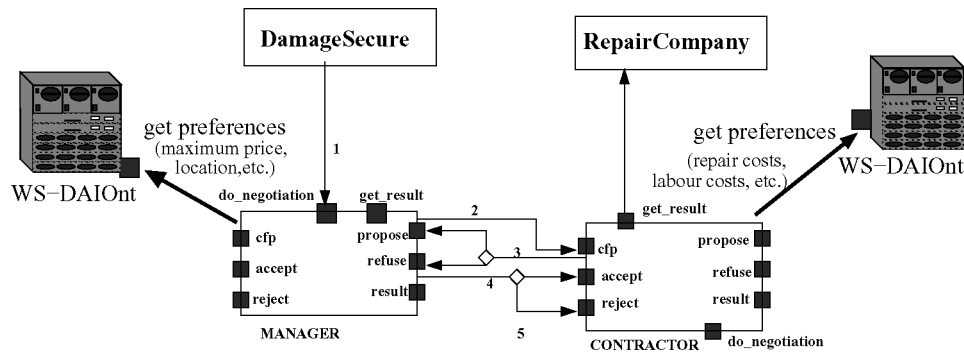 DamageSecure
RepairCompany
get preferences
(maximum price,
location,etc.)
WS−DAIOnt
1
get preferences
(repair costs,
labour costs, etc.)
WS−DAIOnt
do_negotiation
get_result
cfp
accept
reject
propose
refuse
result
MANAGER
2
3
4
5
get_result
cfp
accept
reject
propose
refuse
result
CONTRACTOR
do_negotiation